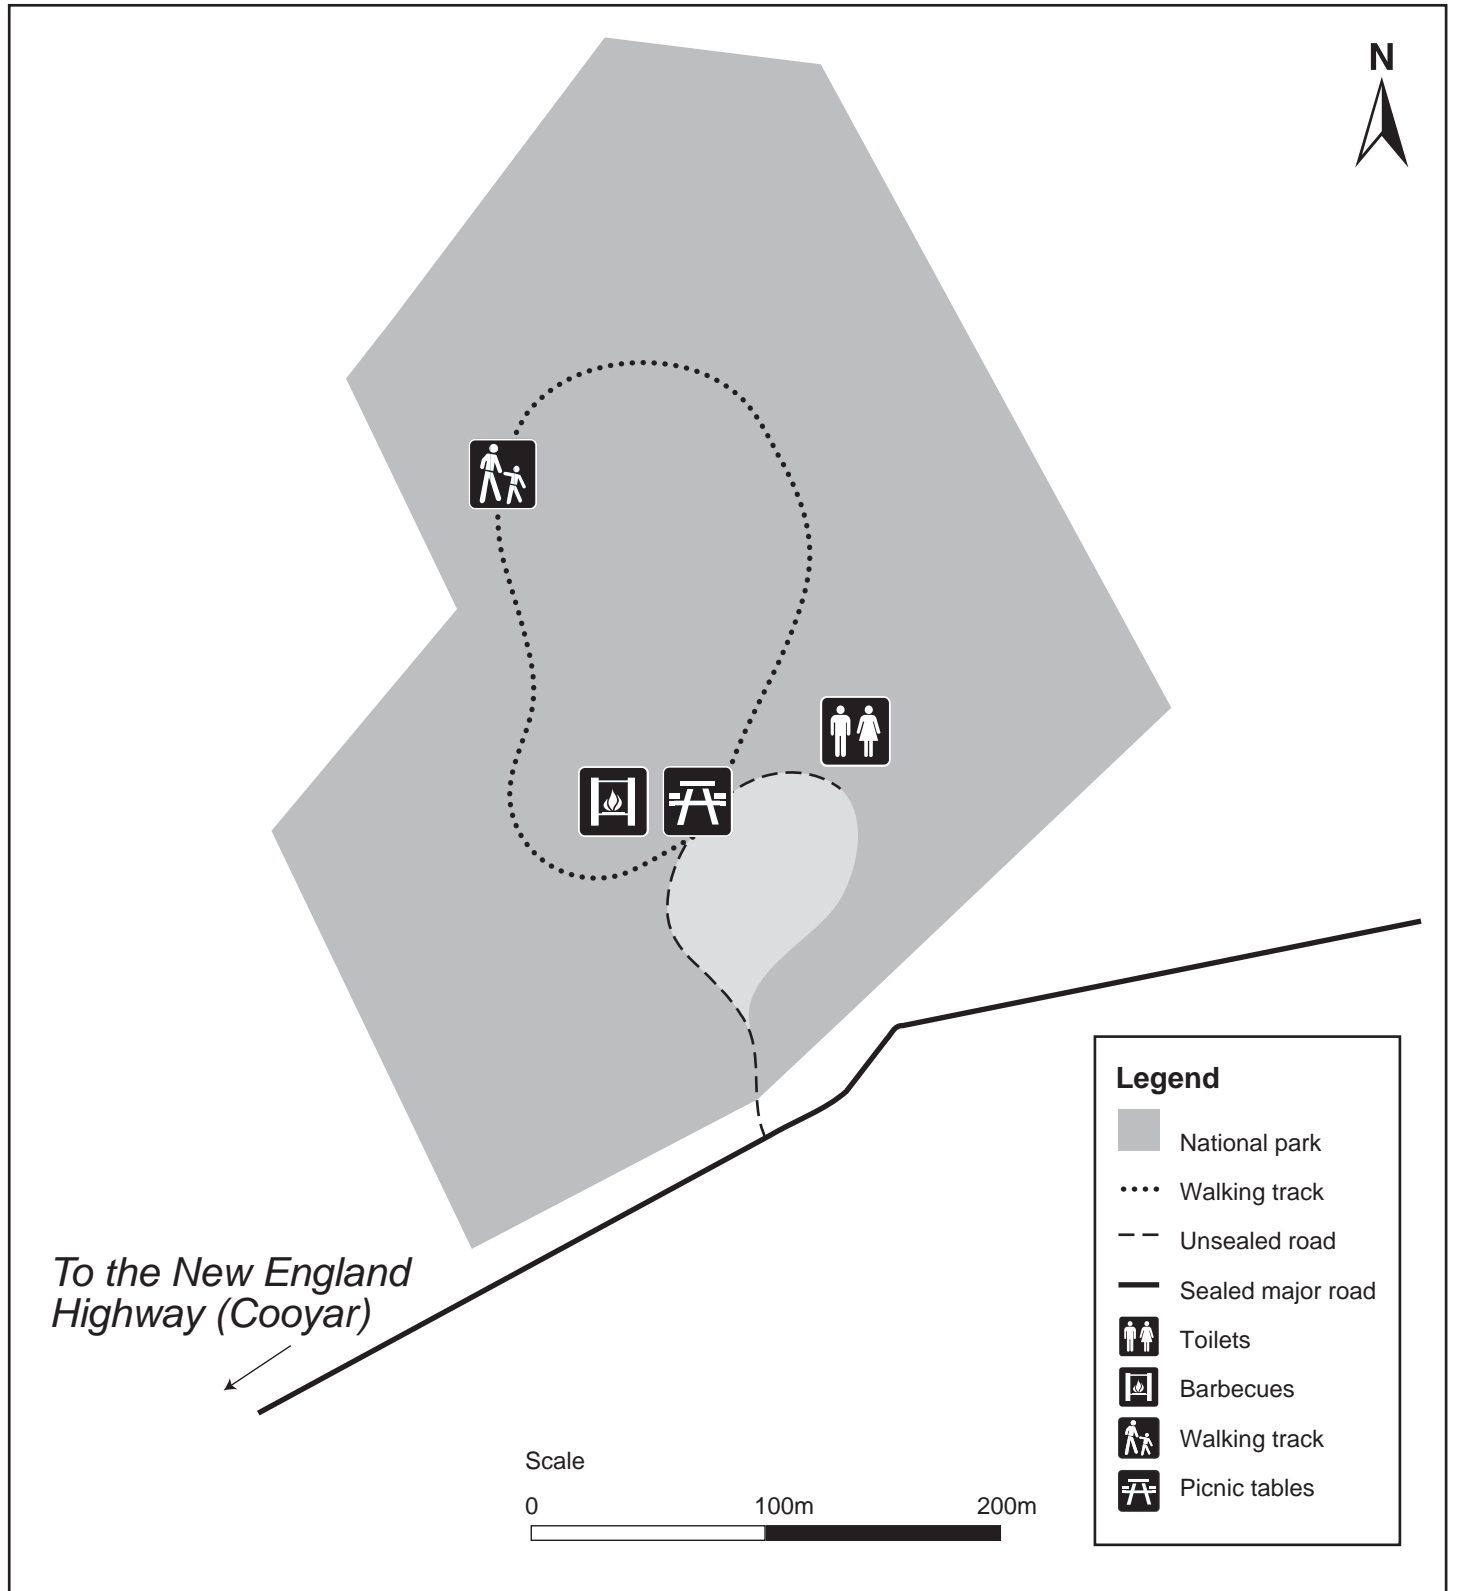 N
To the New England
Highway (Cooyar)
Scale
0 100m 200m
Legend
National park
Walking track
Unsealed road
Sealed major road
Toilets
Barbecues
Walking track
Picnic tables